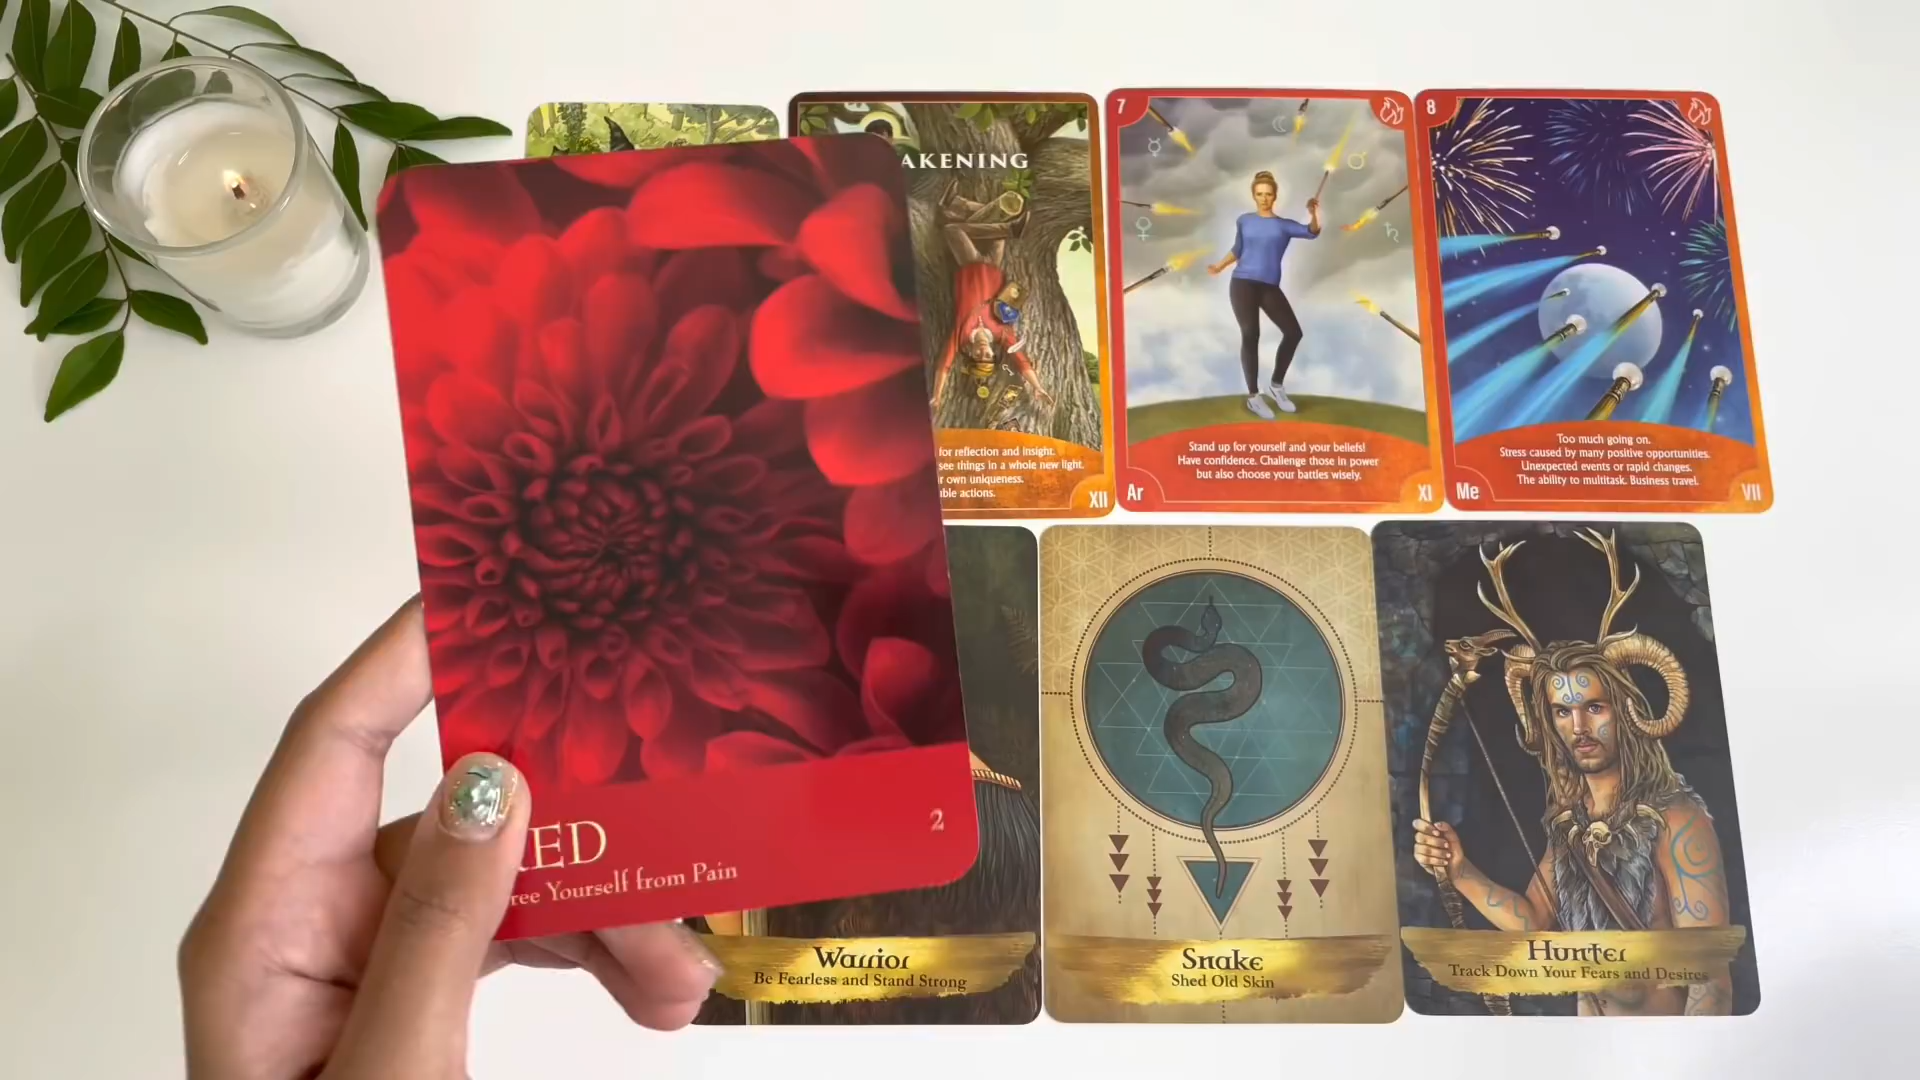 AKENING
for reflection and insight.
see things in a whole new light.
r own uniqueness.
ble actions.
XII
7
Stand up for yourself and your beliefs!
Have confidence. Challenge those in power
but also choose your battles wisely.
Ar
XI
8
Too much going on.
Stress caused by many positive opportunities.
Unexpected events or rapid changes.
The ability to multitask. Business travel.
Me
VII
RED
2
ree Yourself from Pain
Warrior
Be Fearless and Stand Strong
Snake
Shed Old Skin
Hunter
Track Down Your Fears and Desires